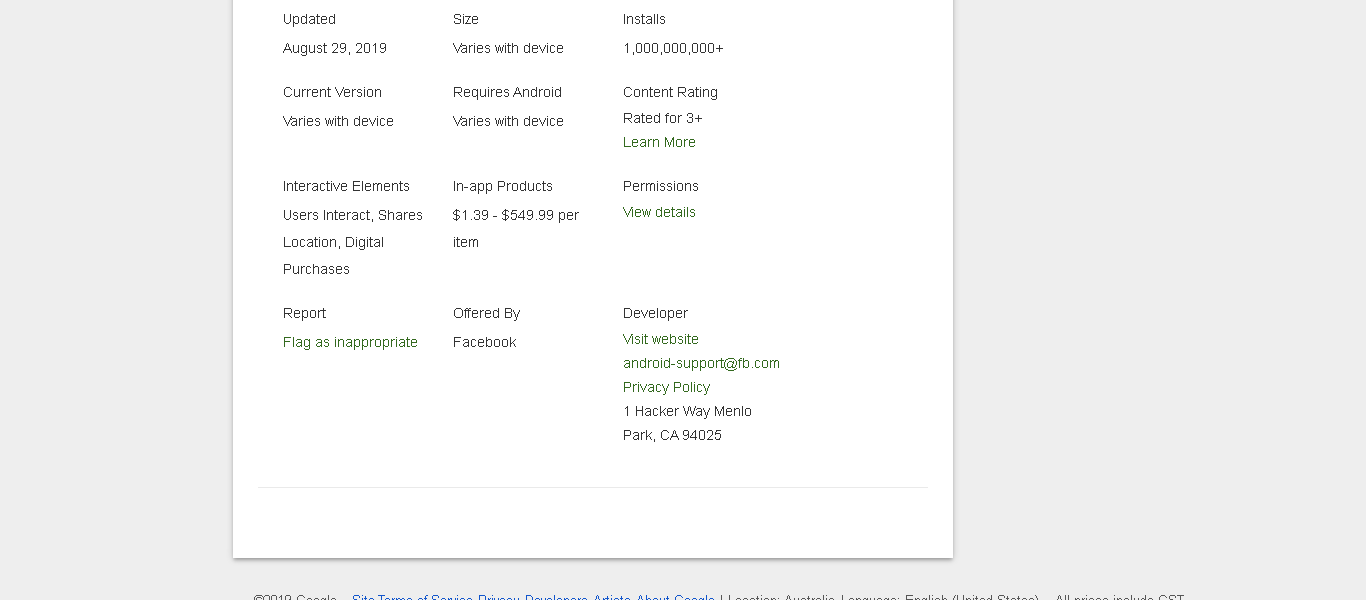 Updated
August 29, 2019
Size
Varies with device
Installs
1,000,000,000+
Current Version
Varies with device
Requires Android
Varies with device
Content Rating
Rated for 3+
Learn More
Interactive Elements
Users Interact, Shares
Location, Digital
Purchases
In-app Products
$1.39 - $549.99 per
item
Permissions
View details
Report
Flag as inappropriate
Offered By
Facebook
Developer
Visit website
android-support@fb.com
Privacy Policy
1 Hacker Way Menlo
Park, CA 94025
©2019 Google Site Terms of Service Privacy Developers Artists About Google | Location: Australia Language: English (United States) All prices include GST.